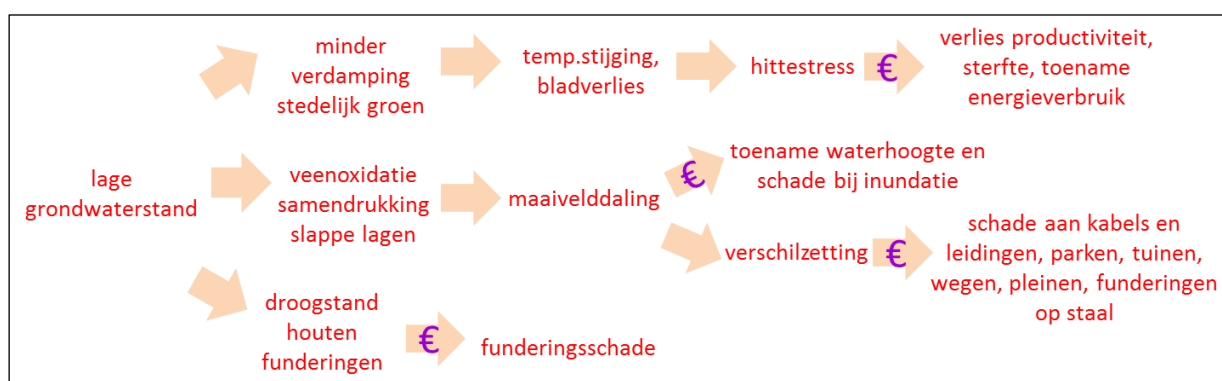 minder
verdamping
stedelijk groen
temp.stijging,
bladverlies
hittestress
€
verlies productiviteit,
sterfte, toename
energieverbruik
lage
grondwaterstand
veenoxidatie
samendrukking
slappe lagen
maaivelddaling
€
toename waterhoogte en
schade bij inundatie
verschilzetting
€
schade aan kabels en
leidingen, parken, tuinen,
wegen, pleinen, funderingen
op staal
droogstand
houten
funderingen
€
funderingsschade